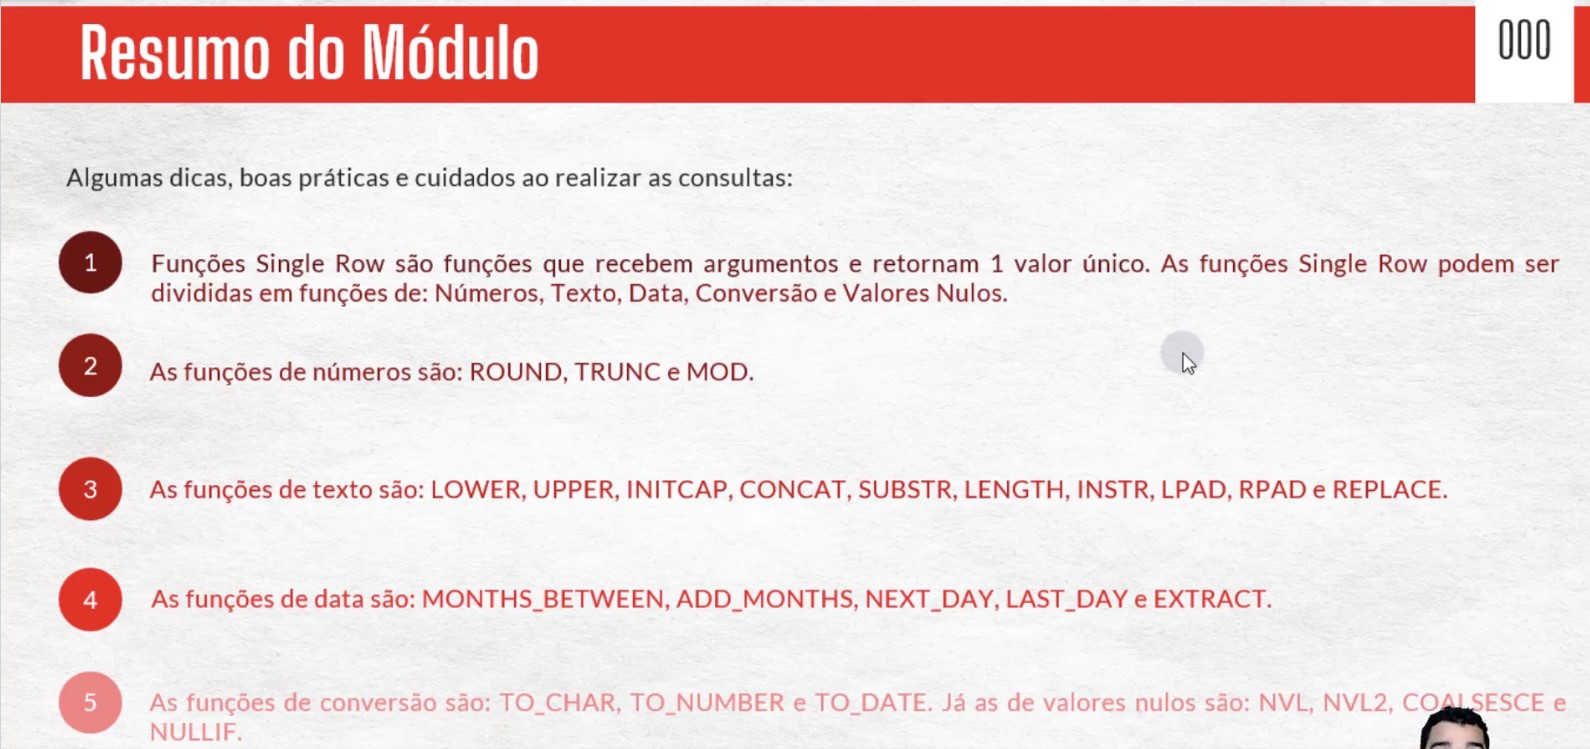 Resumo do Módulo
000
Algumas dicas, boas práticas e cuidados ao realizar as consultas:
1
Funções Single Row são funções que recebem argumentos e retornam 1 valor único. As funções Single Row podem ser
divididas em funções de: Números, Texto, Data, Conversão e Valores Nulos.
2
As funções de números são: ROUND, TRUNC e MOD.
3
As funções de texto são: LOWER, UPPER, INITCAP, CONCAT, SUBSTR, LENGTH, INSTR, LPAD, RPAD e REPLACE.
4
As funções de data são: MONTHS_BETWEEN, ADD_MONTHS, NEXT_DAY, LAST_DAY e EXTRACT.
5
As funções de conversão são: TO_CHAR, TO_NUMBER e TO_DATE. Já as de valores nulos são: NVL, NVL2, COALSESCE e
NULLIF.